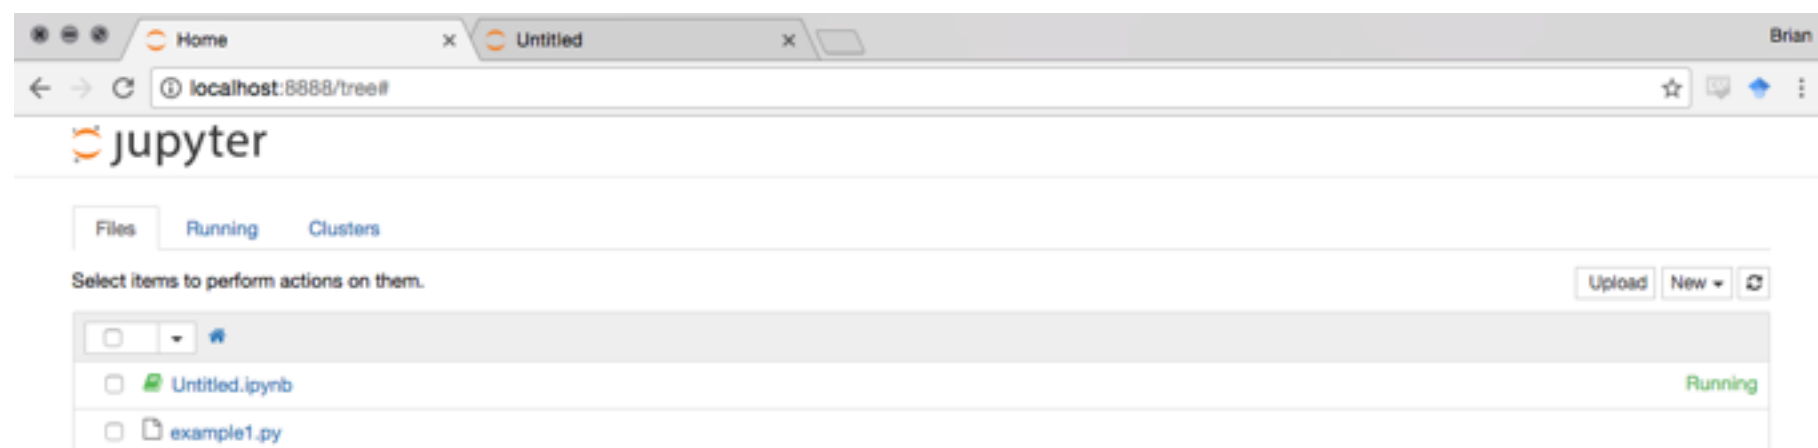 Home Untitled Brian
localhost:8888/tree#
jupyter
Files Running Clusters
Select items to perform actions on them. Upload New
Untitled.ipynb Running
example1.py